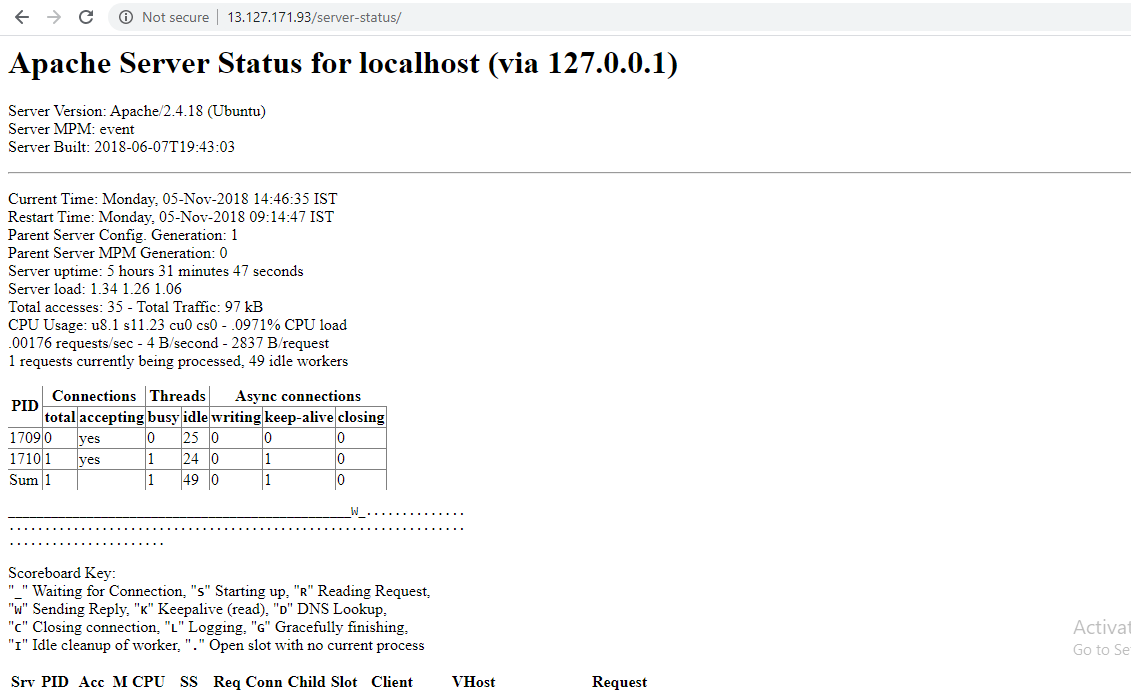 Not secure | 13.127.171.93/server-status/
Apache Server Status for localhost (via 127.0.0.1)
Server Version: Apache/2.4.18 (Ubuntu)
Server MPM: event
Server Built: 2018-06-07T19:43:03
Current Time: Monday, 05-Nov-2018 14:46:35 IST
Restart Time: Monday, 05-Nov-2018 09:14:47 IST
Parent Server Config. Generation: 1
Parent Server MPM Generation: 0
Server uptime: 5 hours 31 minutes 47 seconds
Server load: 1.34 1.26 1.06
Total accesses: 35 - Total Traffic: 97 kB
CPU Usage: u8.1 s11.23 cu0 cs0 - .0971% CPU load
.00176 requests/sec - 4 B/second - 2837 B/request
1 requests currently being processed, 49 idle workers
PID Connections Threads Async connections
total accepting busy idle writing keep-alive closing
1709 0 yes 0 25 0 0 0
1710 1 yes 1 24 0 1 0
Sum 1 1 49 0 1 0
________________________________________________W_..............
................................................................
......................
Scoreboard Key:
"_" Waiting for Connection, "S" Starting up, "R" Reading Request,
"W" Sending Reply, "K" Keepalive (read), "D" DNS Lookup,
"C" Closing connection, "L" Logging, "G" Gracefully finishing,
"I" Idle cleanup of worker, "." Open slot with no current process
Activat
Go to Se
Srv PID Acc M CPU SS Req Conn Child Slot Client VHost Request